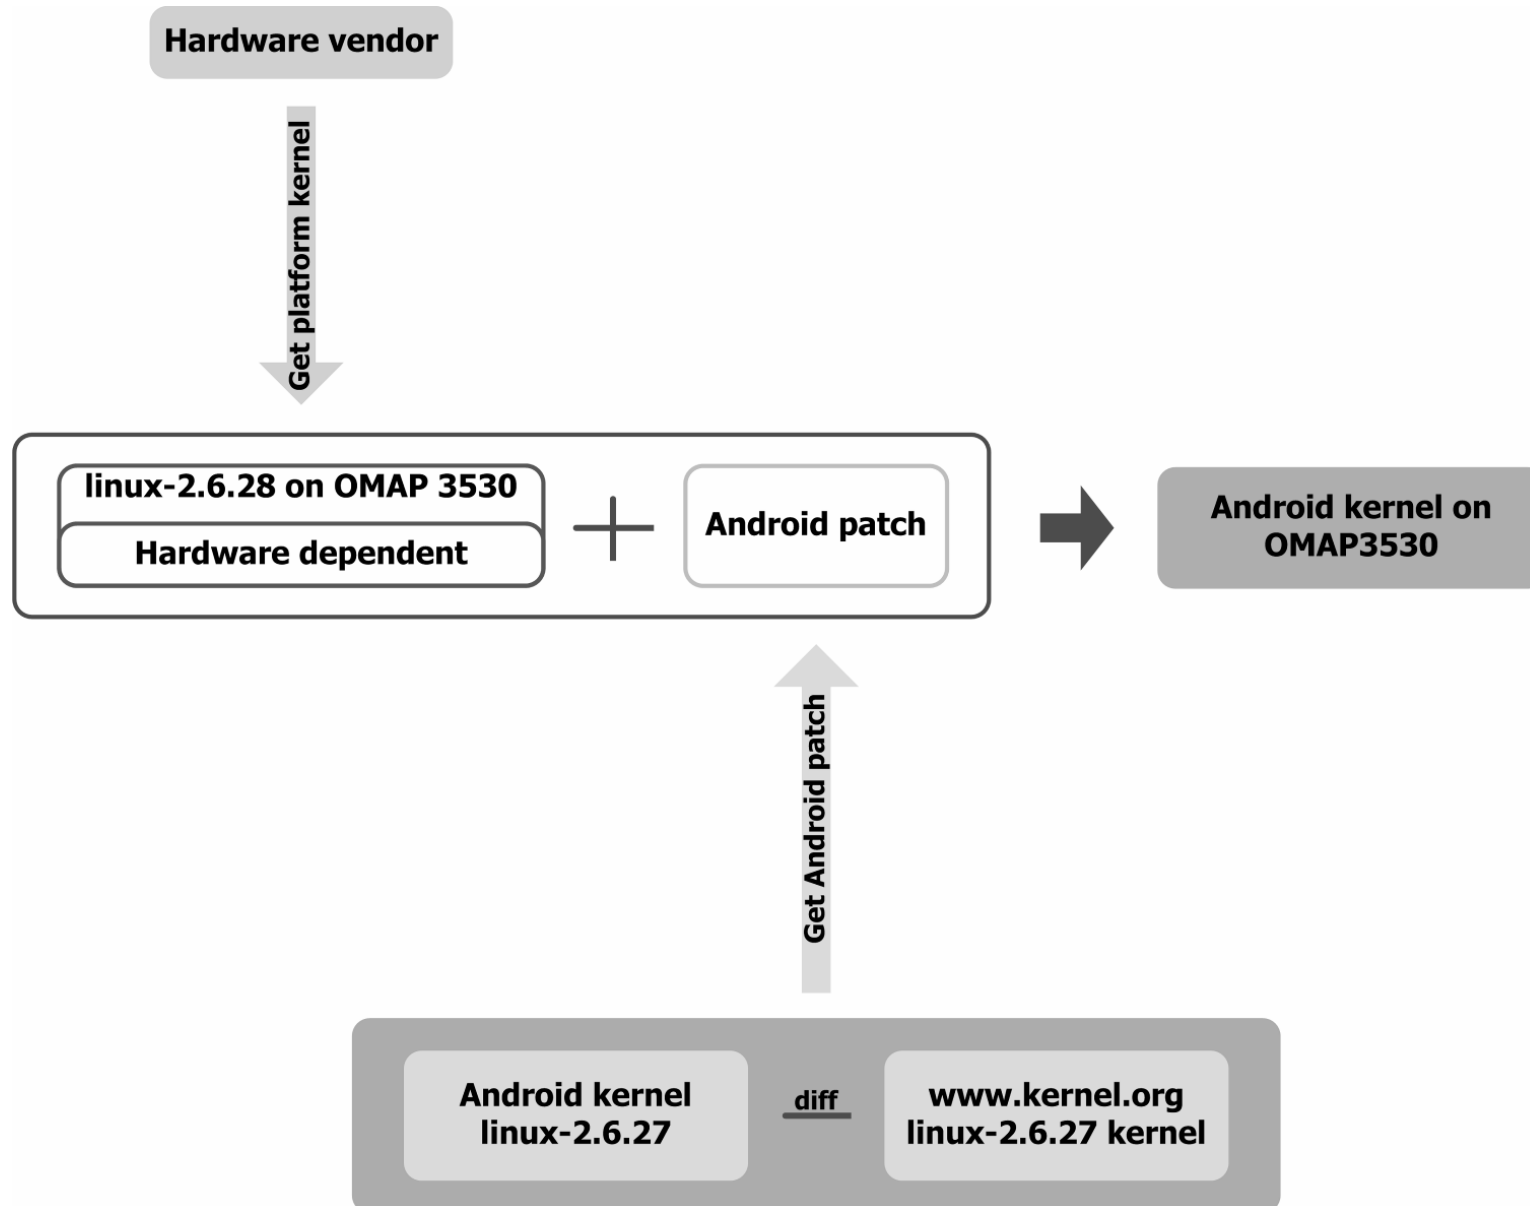 Hardware vendor
Get platform kernel
linux-2.6.28 on OMAP 3530
Hardware dependent
Android patch
Android kernel on
OMAP3530
Get Android patch
Android kernel
linux-2.6.27
diff
www.kernel.org
linux-2.6.27 kernel